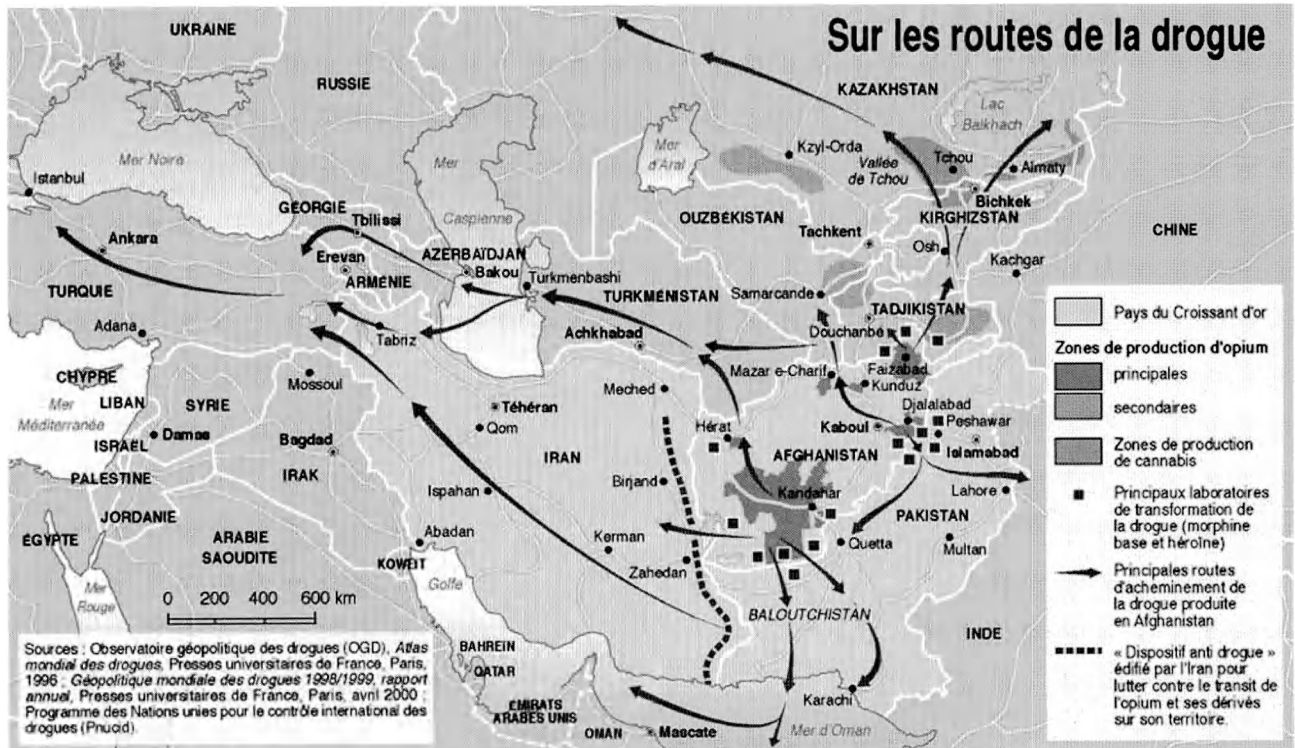 Sur les routes de la drogue
UKRAINE
RUSSIE
KAZAKHSTAN
Lac
Balkhach
Mer Noire
Mer
Caspienne
Mer
d'Aral
Kzyl-Orda
Vallée
de Tchou
Tchou
Almaty
Bichkek
Istanbul
GÉORGIE
Tbilissi
OUZBÉKISTAN
KIRGHIZSTAN
CHINE
Ankara
Erevan
ARMÉNIE
AZERBAÏDJAN
Bakou
Turkmenbashi
Tachkent
Osh
Kachgar
TURQUIE
TURKMÉNISTAN
Samarcande
TADJIKISTAN
Adana
Tabriz
Achkhabad
Douchanbé
CHYPRE
Mossoul
Meched
Mazar e-Charif
Faizabad
Kunduz
LIBAN
SYRIE
Téhéran
Djalalabad
Mer
Méditerranée
Qom
Hérat
Kaboul
Peshawar
Islamabad
ISRAËL
Damas
Bagdad
IRAN
AFGHANISTAN
PALESTINE
IRAK
Ispahan
Birjand
Kandahar
Lahore
JORDANIE
PAKISTAN
ÉGYPTE
ARABIE
SAOUDITE
Abadan
Kerman
Quetta
Multan
KOWEIT
Zahedan
Mer
Rouge
Golfe
BALOUTCHISTAN
INDE
0 200 400 600 km
BAHREIN
QATAR
ÉMIRATS
ARABES UNIS
OMAN
Mascate
Karachi
Mer d'Oman
Pays du Croissant d'or
Zones de production d'opium
principales
secondaires
Zones de production
de cannabis
Principaux laboratoires
de transformation de
la drogue (morphine
base et héroïne)
Principales routes
d'acheminement de
la drogue produite
en Afghanistan
« Dispositif anti drogue »
édifié par l'Iran pour
lutter contre le transit de
l'opium et ses dérivés
sur son territoire.
Sources : Observatoire géopolitique des drogues (OGD), Atlas
mondial des drogues, Presses universitaires de France, Paris,
1996 ; Géopolitique mondiale des drogues 1998/1999, rapport
annual, Presses universitaires de France, Paris, avril 2000 ;
Programme des Nations unies pour le contrôle international des
drogues (Pnucid).